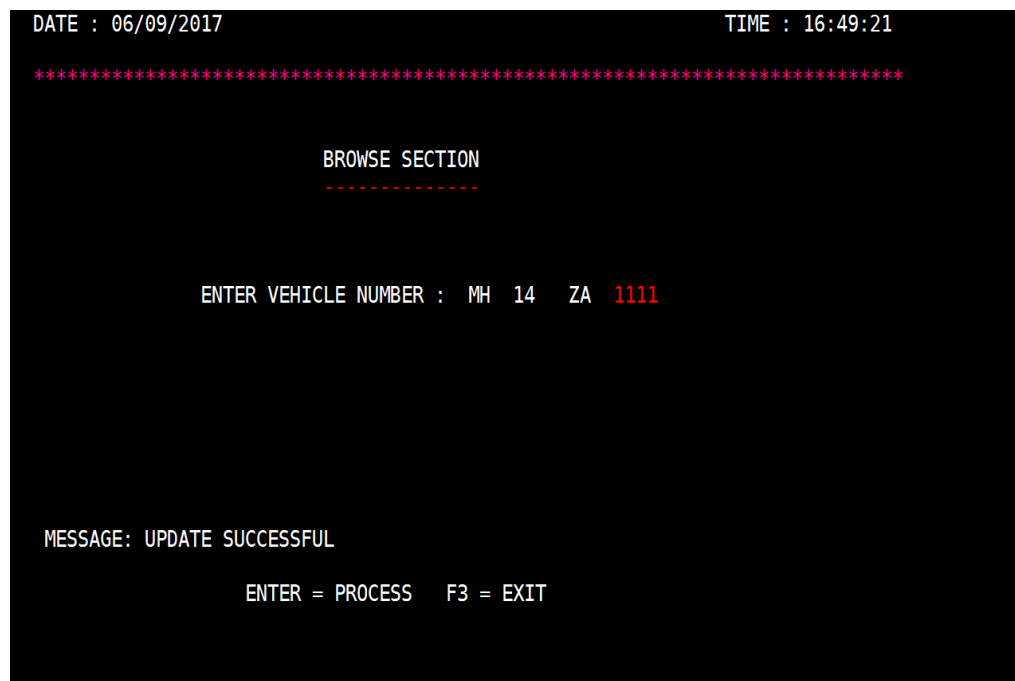 DATE : 06/09/2017 TIME : 16:49:21
******************************************************************************
BROWSE SECTION
--------------
ENTER VEHICLE NUMBER : MH 14 ZA 1111
MESSAGE: UPDATE SUCCESSFUL
ENTER = PROCESS F3 = EXIT